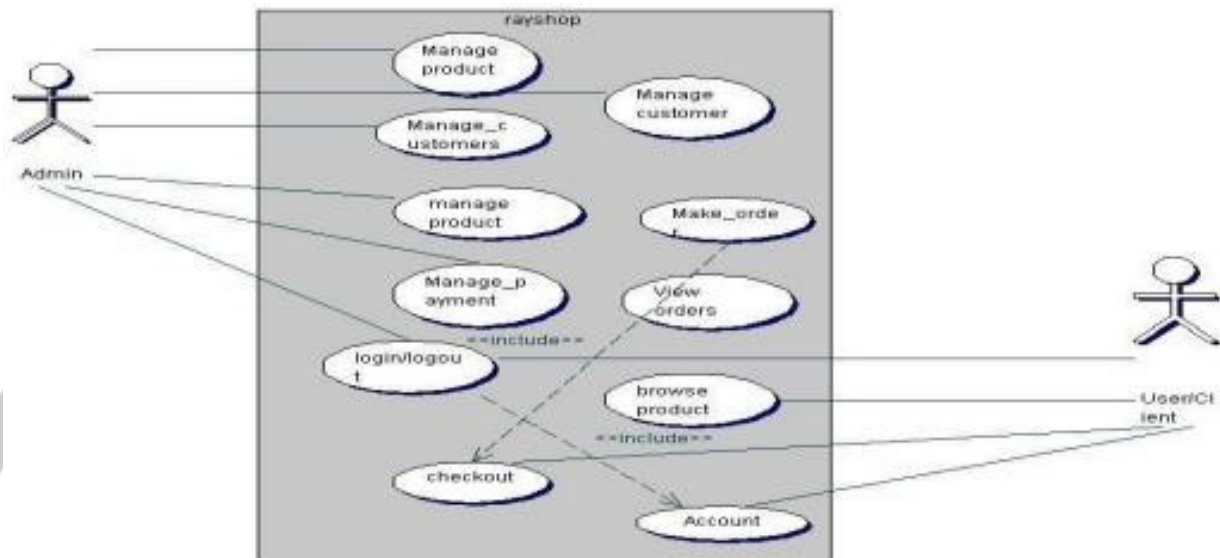 rayshop
Manage
product
Manage
customer
Manage_c
ustomers
Admin
manage
product
Make_orde
r
Manage_p
ayment
View
orders
<<include>>
login/logou
t
browse
product
User/Cl
ient
<<include>>
checkout
Account